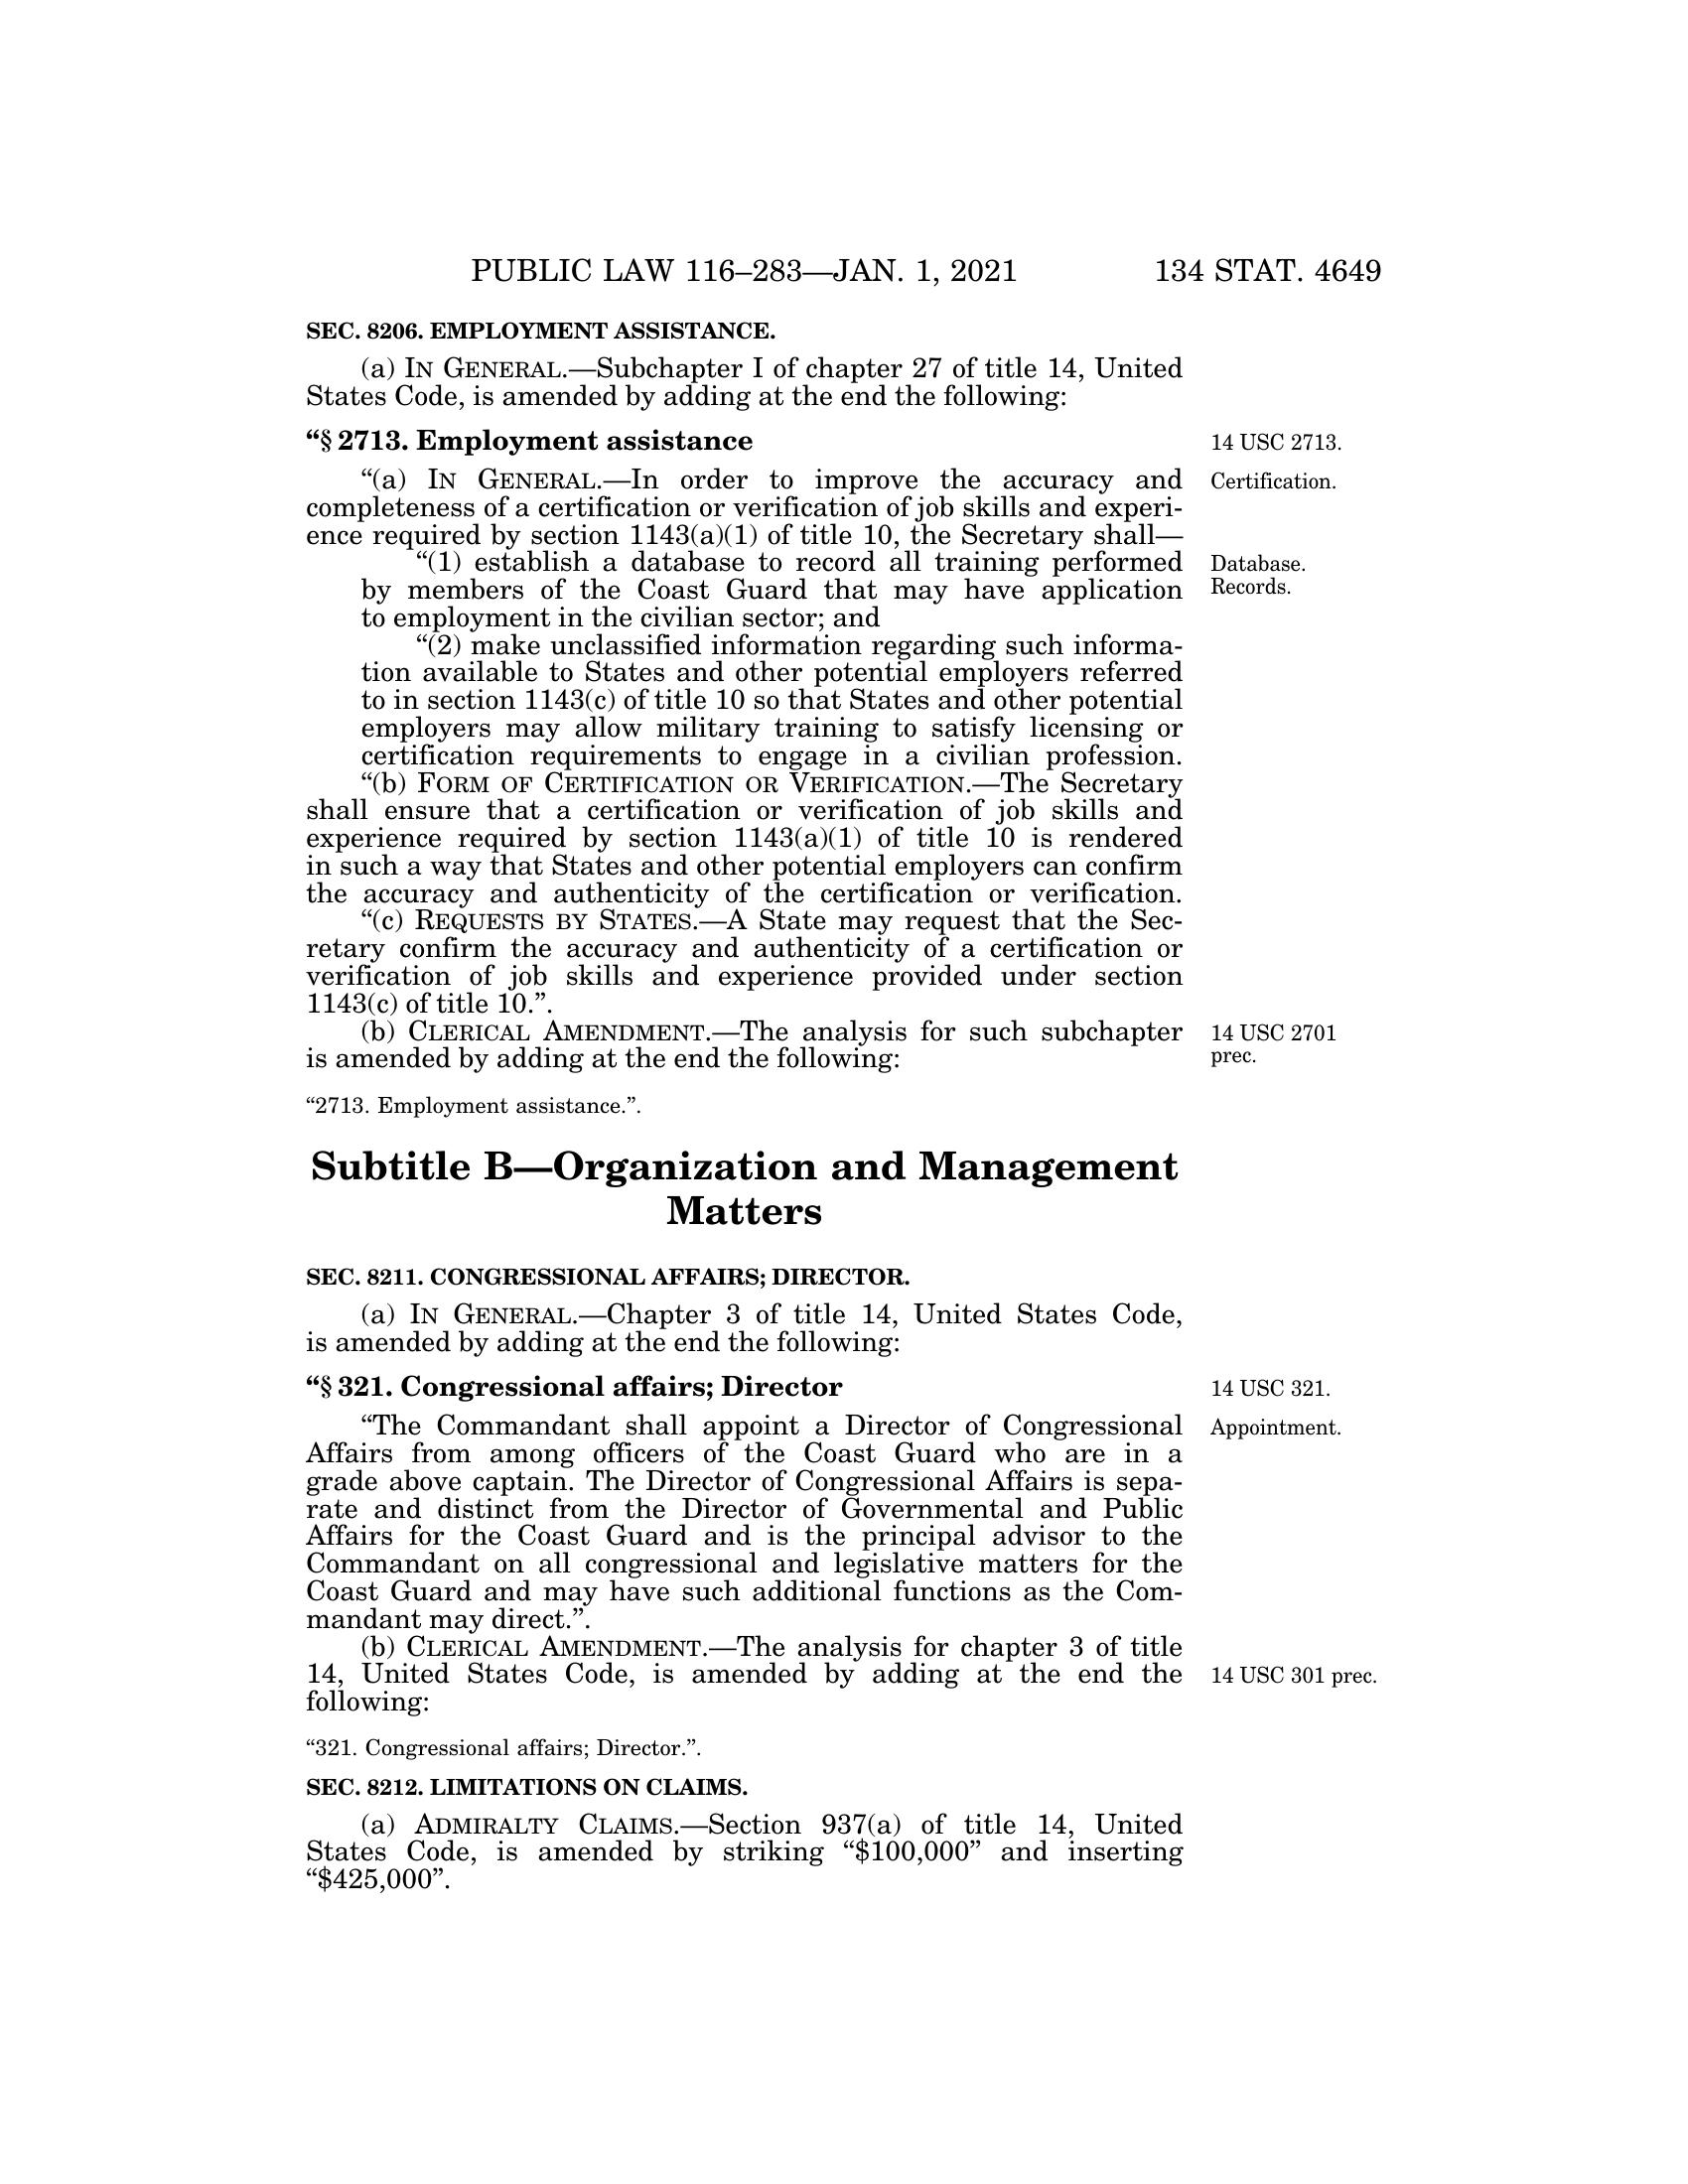 PUBLIC LAW 116–283—JAN. 1, 2021 134 STAT. 4649
SEC. 8206. EMPLOYMENT ASSISTANCE.
(a) IN GENERAL.—Subchapter I of chapter 27 of title 14, United
States Code, is amended by adding at the end the following:
“§ 2713. Employment assistance
14 USC 2713.
“(a) IN GENERAL.—In order to improve the accuracy and
completeness of a certification or verification of job skills and experi-
ence required by section 1143(a)(1) of title 10, the Secretary shall—
Certification.
“(1) establish a database to record all training performed
by members of the Coast Guard that may have application
to employment in the civilian sector; and
Database.
Records.
“(2) make unclassified information regarding such informa-
tion available to States and other potential employers referred
to in section 1143(c) of title 10 so that States and other potential
employers may allow military training to satisfy licensing or
certification requirements to engage in a civilian profession.
“(b) FORM OF CERTIFICATION OR VERIFICATION.—The Secretary
shall ensure that a certification or verification of job skills and
experience required by section 1143(a)(1) of title 10 is rendered
in such a way that States and other potential employers can confirm
the accuracy and authenticity of the certification or verification.
“(c) REQUESTS BY STATES.—A State may request that the Sec-
retary confirm the accuracy and authenticity of a certification or
verification of job skills and experience provided under section
1143(c) of title 10.”.
(b) CLERICAL AMENDMENT.—The analysis for such subchapter
is amended by adding at the end the following:
14 USC 2701
prec.
“2713. Employment assistance.”.
Subtitle B—Organization and Management
Matters
SEC. 8211. CONGRESSIONAL AFFAIRS; DIRECTOR.
(a) IN GENERAL.—Chapter 3 of title 14, United States Code,
is amended by adding at the end the following:
“§ 321. Congressional affairs; Director
14 USC 321.
“The Commandant shall appoint a Director of Congressional
Affairs from among officers of the Coast Guard who are in a
grade above captain. The Director of Congressional Affairs is sepa-
rate and distinct from the Director of Governmental and Public
Affairs for the Coast Guard and is the principal advisor to the
Commandant on all congressional and legislative matters for the
Coast Guard and may have such additional functions as the Com-
mandant may direct.”.
Appointment.
(b) CLERICAL AMENDMENT.—The analysis for chapter 3 of title
14, United States Code, is amended by adding at the end the
following:
14 USC 301 prec.
“321. Congressional affairs; Director.”.
SEC. 8212. LIMITATIONS ON CLAIMS.
(a) ADMIRALTY CLAIMS.—Section 937(a) of title 14, United
States Code, is amended by striking “$100,000” and inserting
“$425,000”.